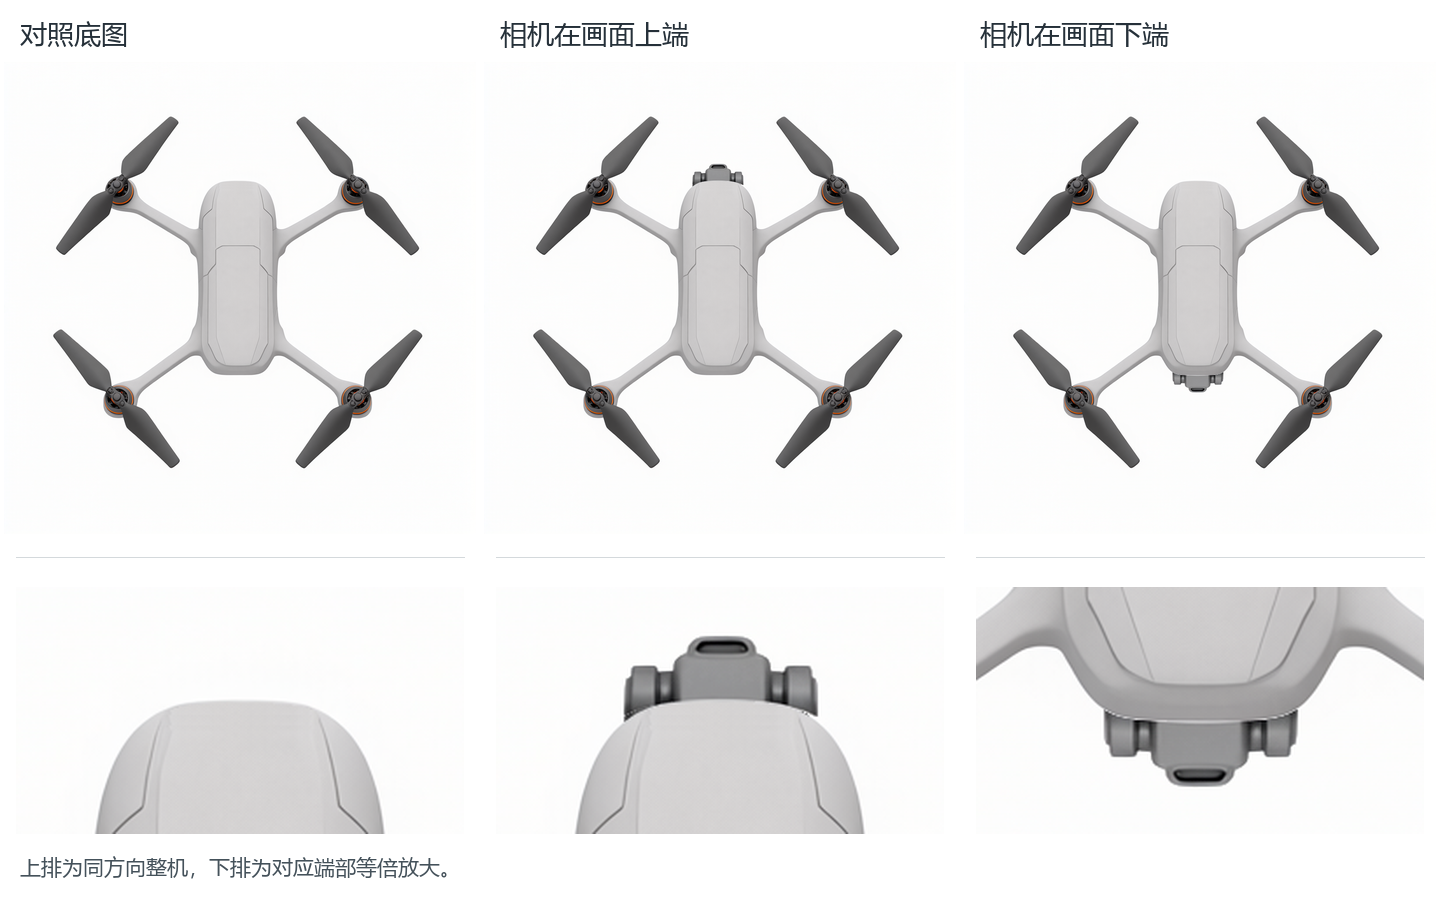 对照底图
相机在画面上端
相机在画面下端
上排为同方向整机，下排为对应端部等倍放大。